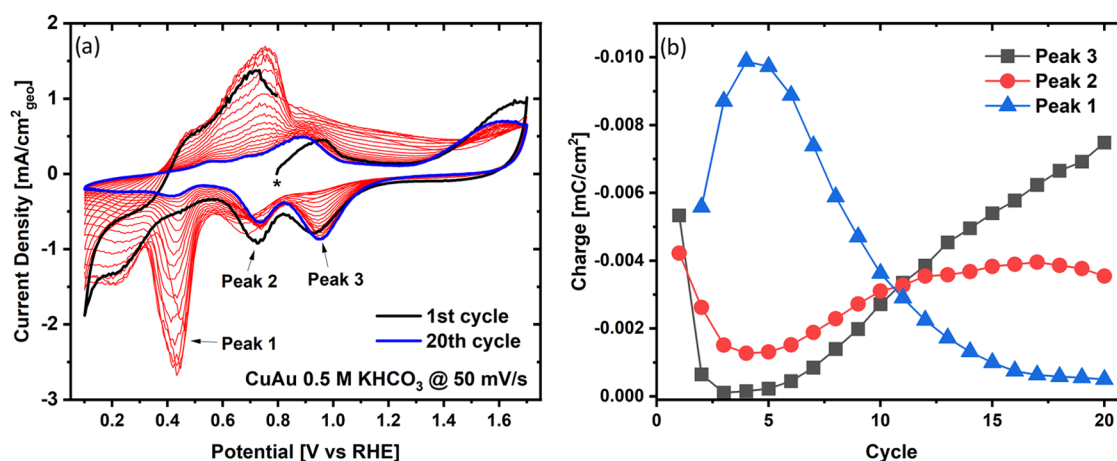 (a)
Current Density [mA/cm²geo]
2
1
0
-1
-2
-3
*
Peak 2
Peak 3
Peak 1
1st cycle
20th cycle
CuAu 0.5 M KHCO₃ @ 50 mV/s
0.2 0.4 0.6 0.8 1.0 1.2 1.4 1.6
Potential [V vs RHE]
(b)
Charge [mC/cm²]
-0.010
-0.008
-0.006
-0.004
-0.002
0.000
Peak 3
Peak 2
Peak 1
0 5 10 15 20
Cycle